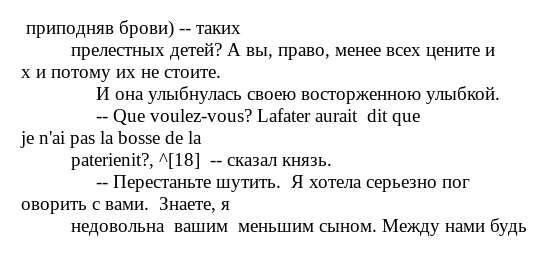 приподняв брови) -- таких
прелестных детей? А вы, право, менее всех цените и
х и потому их не стоите.
И она улыбнулась своею восторженною улыбкой.
-- Que voulez-vous? Lafater aurait  dit que
je n'ai pas la bosse de la
paterienit?, ^[18]  -- сказал князь.
-- Перестаньте шутить.  Я хотела серьезно пог
оворить с вами.  Знаете, я
недовольна  вашим  меньшим сыном. Между нами будь